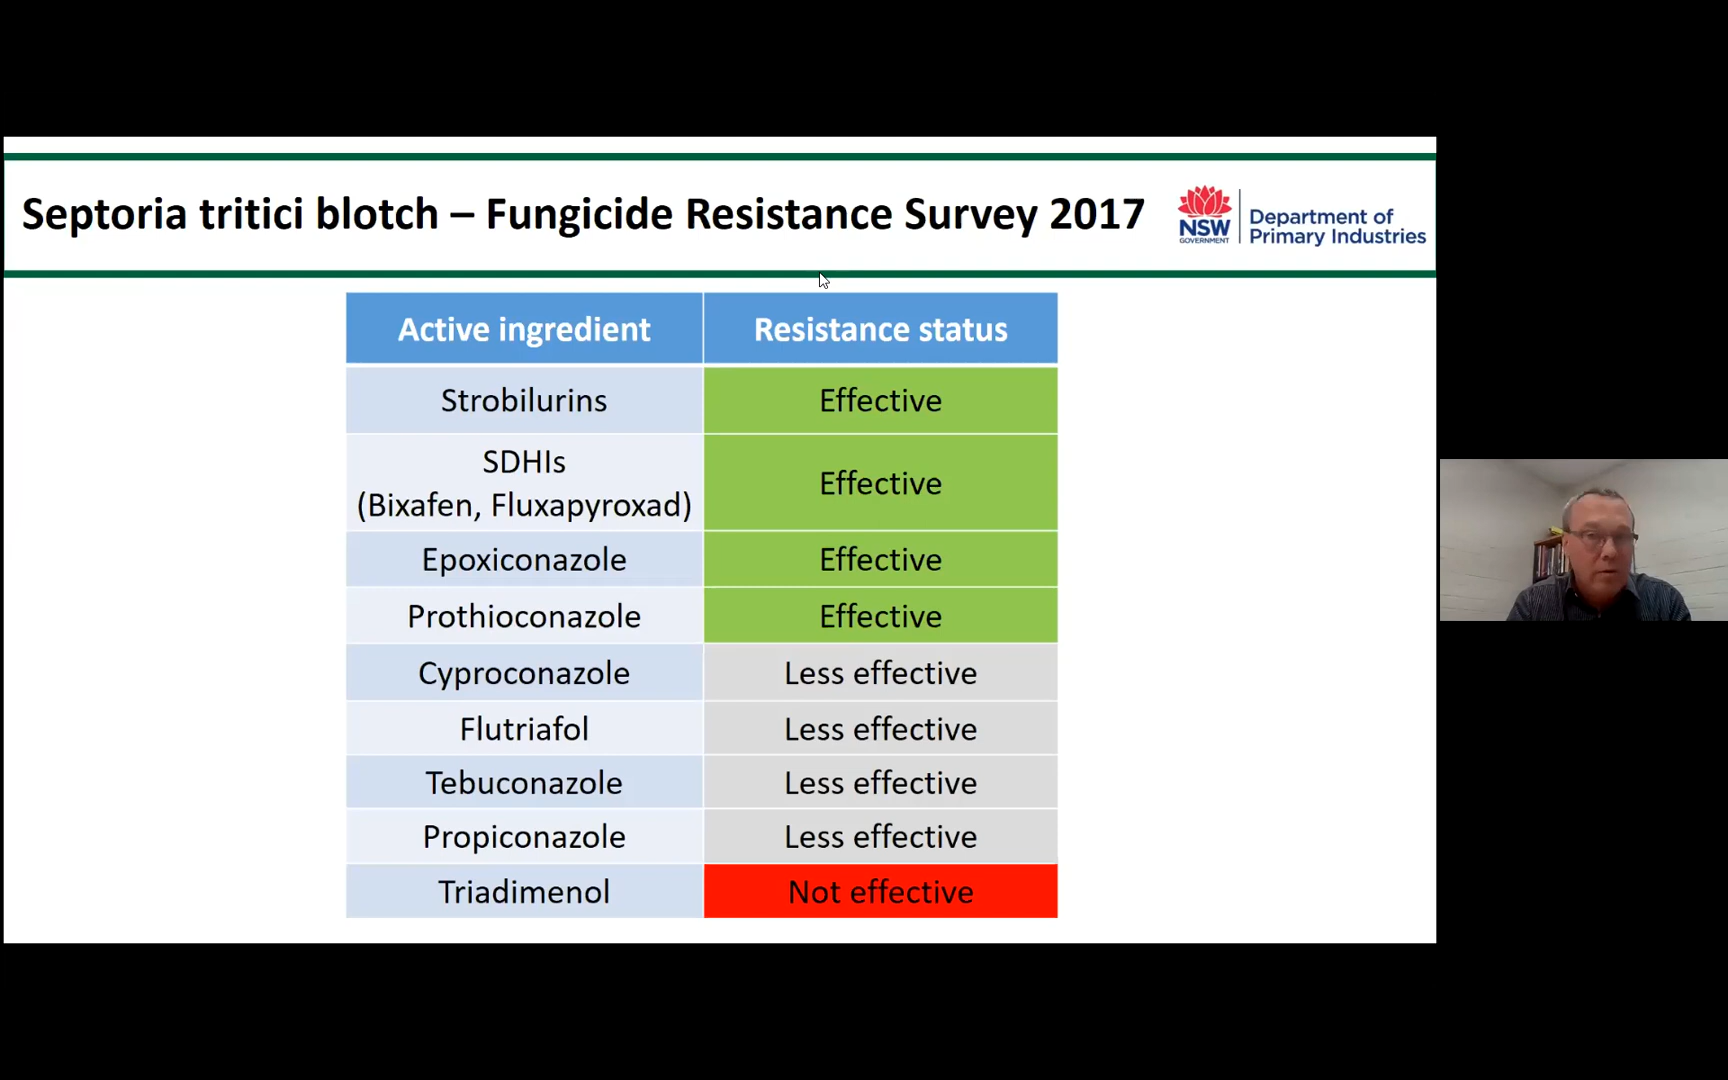 Septoria tritici blotch – Fungicide Resistance Survey 2017
NSW
GOVERNMENT
Department of
Primary Industries
Active ingredient
Resistance status
Strobilurins
Effective
SDHIs
(Bixafen, Fluxapyroxad)
Effective
Epoxiconazole
Effective
Prothioconazole
Effective
Cyproconazole
Less effective
Flutriafol
Less effective
Tebuconazole
Less effective
Propiconazole
Less effective
Triadimenol
Not effective